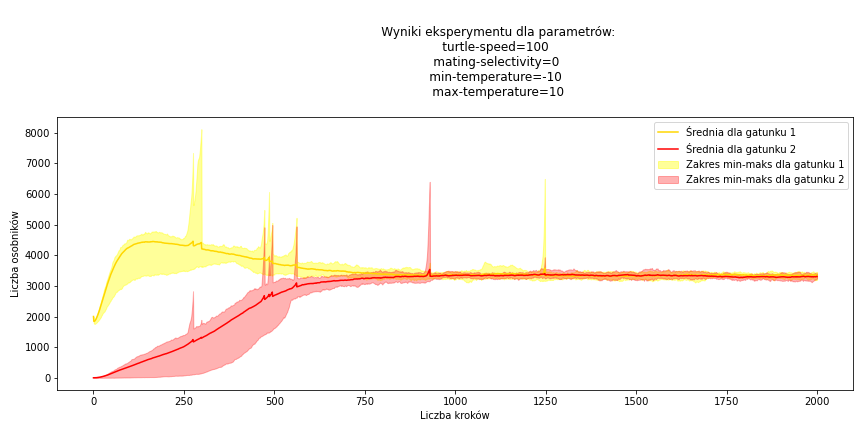 Wyniki eksperymentu dla parametrów:
turtle-speed=100
mating-selectivity=0
min-temperature=-10
max-temperature=10
Liczba osobników
8000
7000
6000
5000
4000
3000
2000
1000
0
Średnia dla gatunku 1
Średnia dla gatunku 2
Zakres min-maks dla gatunku 1
Zakres min-maks dla gatunku 2
0
250
500
750
1000
1250
1500
1750
2000
Liczba kroków